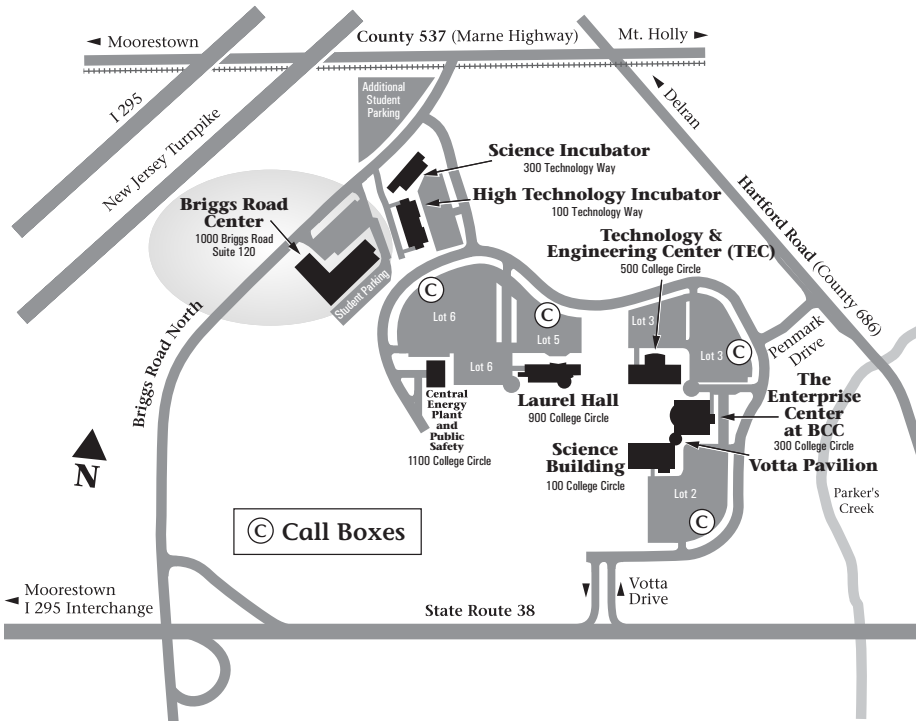 Moorestown
County 537 (Marne Highway)
Mt. Holly
I 295
New Jersey Turnpike
Additional
Student
Parking
Delran
Hartford Road (County 686)
Science Incubator
300 Technology Way
High Technology Incubator
100 Technology Way
Briggs Road
Center
1000 Briggs Road
Suite 120
Technology &
Engineering Center (TEC)
500 College Circle
Student Parking
C
Lot 6
C
Lot 5
Lot 3
Lot 3
C
Penmark
Drive
Briggs Road North
Lot 6
Central
Energy
Plant
and
Public
Safety
1100 College Circle
Laurel Hall
900 College Circle
The
Enterprise
Center
at BCC
300 College Circle
Science
Building
100 College Circle
Votta Pavilion
Lot 2
C
Parker's
Creek
N
C Call Boxes
Moorestown
I 295 Interchange
Votta
Drive
State Route 38